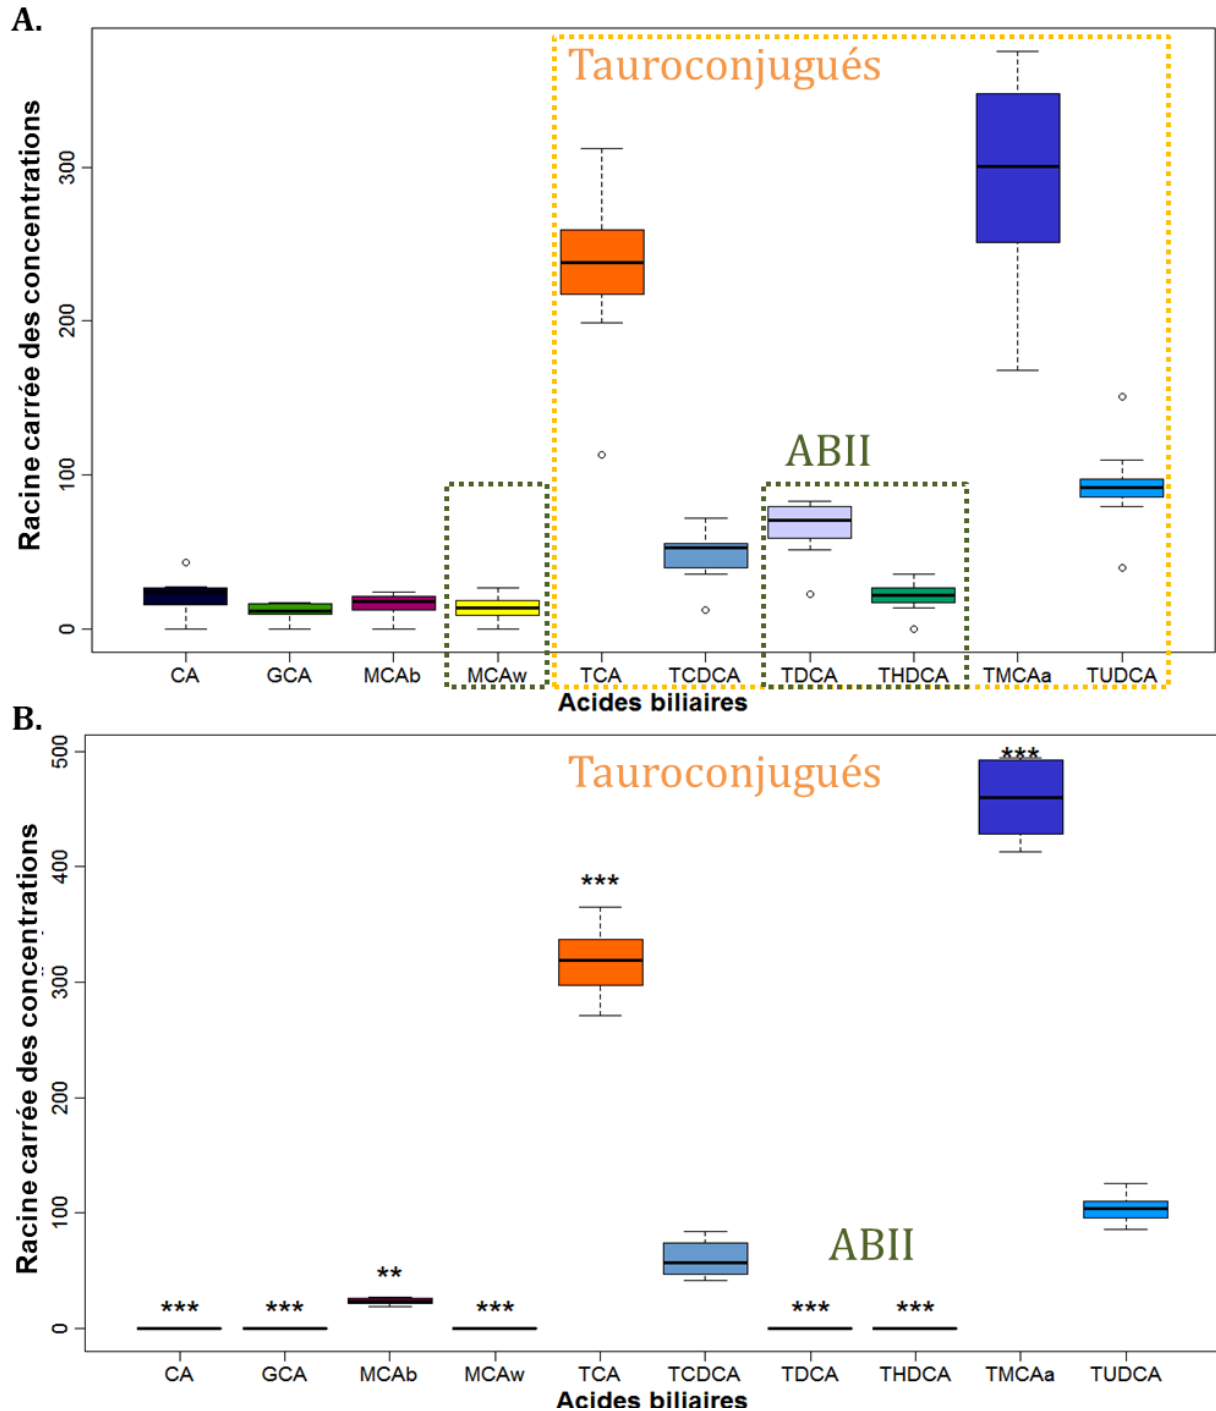 A.
Tauroconjugués
ABII
Racine carrée des concentrations
300
200
100
0
CA GCA MCAb MCAw TCA TCDCA TDCA THDCA TMCAa TUDCA
Acides biliaires
B.
Tauroconjugués
ABII
Racine carrée des concentrations
500
400
300
200
100
0
*** *** ** *** *** *** *** ***
CA GCA MCAb MCAw TCA TCDCA TDCA THDCA TMCAa TUDCA
Acides biliaires